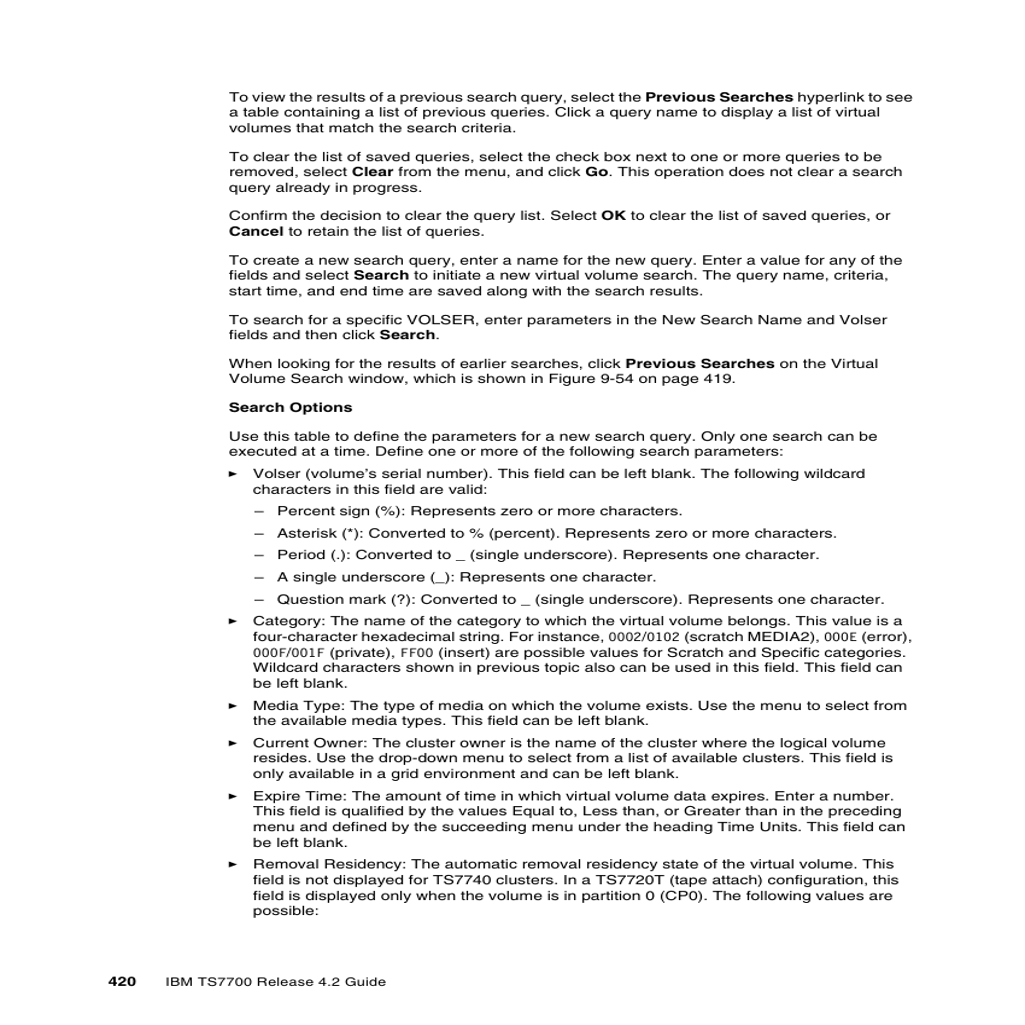 To view the results of a previous search query, select the Previous Searches hyperlink to see
a table containing a list of previous queries. Click a query name to display a list of virtual
volumes that match the search criteria.
To clear the list of saved queries, select the check box next to one or more queries to be
removed, select Clear from the menu, and click Go. This operation does not clear a search
query already in progress.
Confirm the decision to clear the query list. Select OK to clear the list of saved queries, or
Cancel to retain the list of queries.
To create a new search query, enter a name for the new query. Enter a value for any of the
fields and select Search to initiate a new virtual volume search. The query name, criteria,
start time, and end time are saved along with the search results.
To search for a specific VOLSER, enter parameters in the New Search Name and Volser
fields and then click Search.
When looking for the results of earlier searches, click Previous Searches on the Virtual
Volume Search window, which is shown in Figure 9-54 on page 419.
Search Options
Use this table to define the parameters for a new search query. Only one search can be
executed at a time. Define one or more of the following search parameters:
► Volser (volume's serial number). This field can be left blank. The following wildcard
characters in this field are valid:
– Percent sign (%): Represents zero or more characters.
– Asterisk (*): Converted to % (percent). Represents zero or more characters.
– Period (.): Converted to _ (single underscore). Represents one character.
– A single underscore (_): Represents one character.
– Question mark (?): Converted to _ (single underscore). Represents one character.
► Category: The name of the category to which the virtual volume belongs. This value is a
four-character hexadecimal string. For instance, 0002/0102 (scratch MEDIA2), 000E (error),
000F/001F (private), FF00 (insert) are possible values for Scratch and Specific categories.
Wildcard characters shown in previous topic also can be used in this field. This field can
be left blank.
► Media Type: The type of media on which the volume exists. Use the menu to select from
the available media types. This field can be left blank.
► Current Owner: The cluster owner is the name of the cluster where the logical volume
resides. Use the drop-down menu to select from a list of available clusters. This field is
only available in a grid environment and can be left blank.
► Expire Time: The amount of time in which virtual volume data expires. Enter a number.
This field is qualified by the values Equal to, Less than, or Greater than in the preceding
menu and defined by the succeeding menu under the heading Time Units. This field can
be left blank.
► Removal Residency: The automatic removal residency state of the virtual volume. This
field is not displayed for TS7740 clusters. In a TS7720T (tape attach) configuration, this
field is displayed only when the volume is in partition 0 (CP0). The following values are
possible:
420 IBM TS7700 Release 4.2 Guide